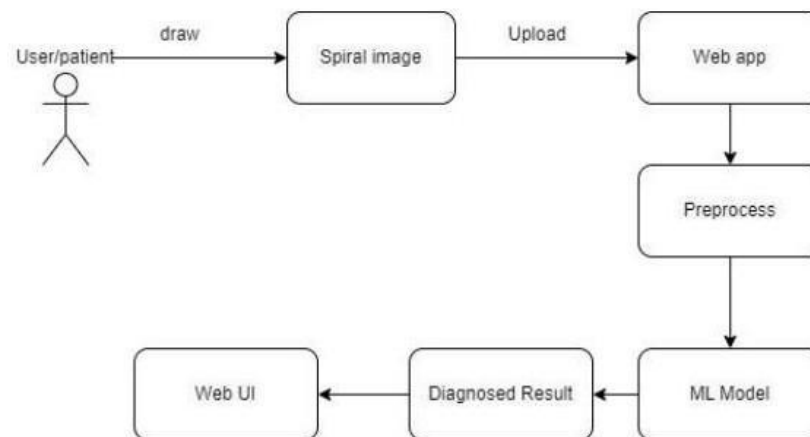 draw
Upload
User/patient
Spiral image
Web app
Preprocess
Web UI
Diagnosed Result
ML Model